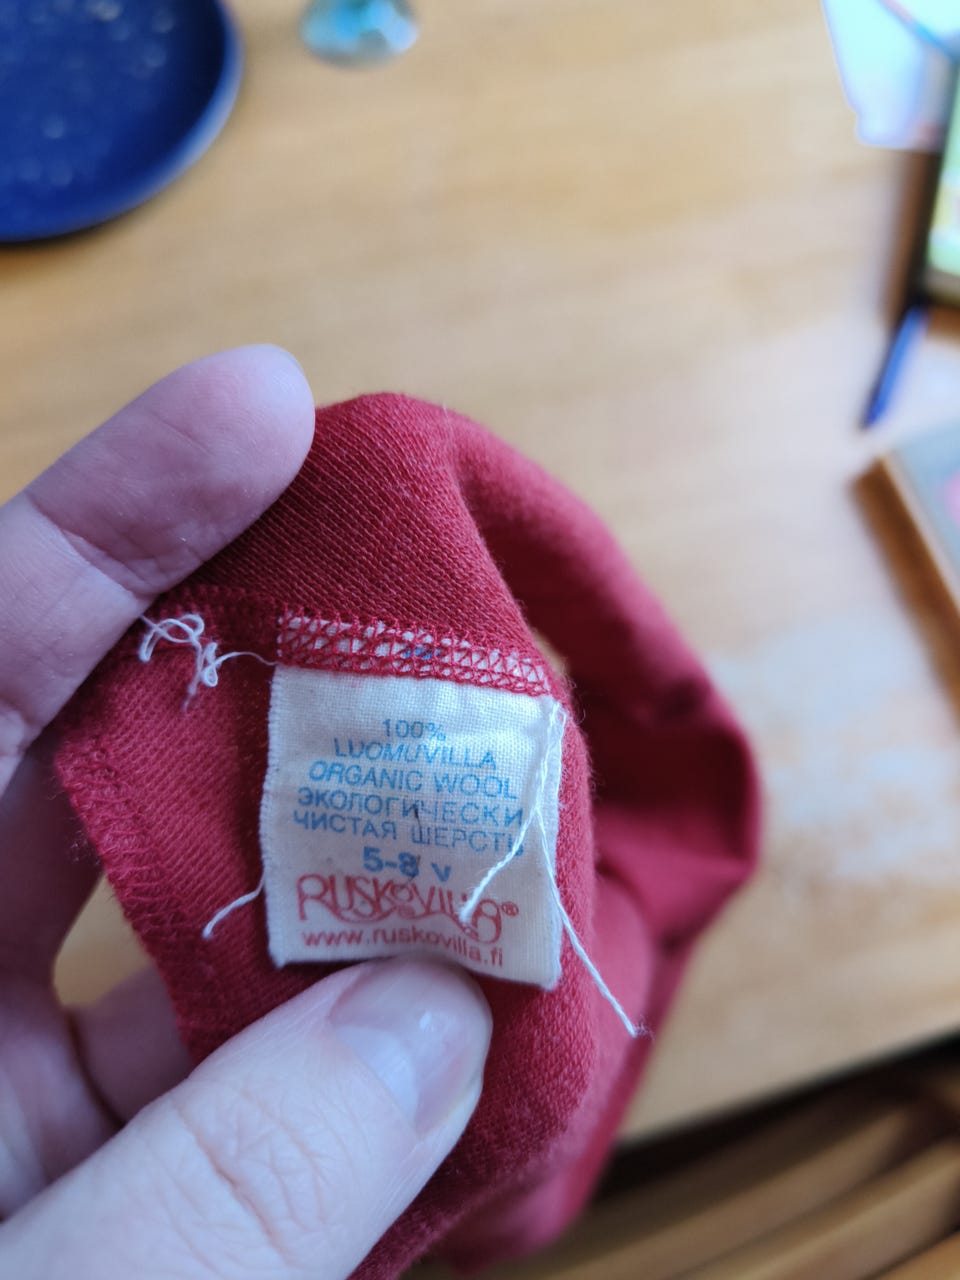 100%
LUOMUVILLA
ORGANIC WOOL
ЭКОЛОГИЧЕСКИ
ЧИСТАЯ ШЕРСТЬ
5-8 v
RUSKOVILLA®
www.ruskovilla.fi